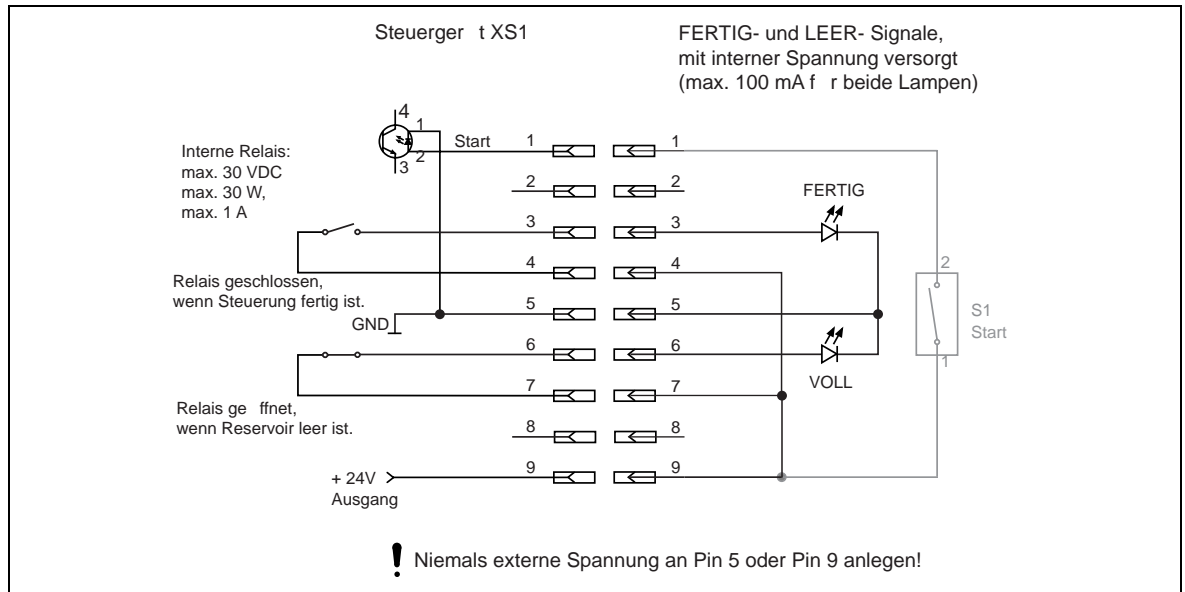 Steuerger t XS1
FERTIG- und LEER- Signale,
mit interner Spannung versorgt
(max. 100 mA f r beide Lampen)
Interne Relais:
max. 30 VDC
max. 30 W,
max. 1 A
4
1
2
3
Start
1
1
2
2
FERTIG
3
3
4
4
Relais geschlossen,
wenn Steuerung fertig ist.
5
5
GND
2
S1
Start
1
6
6
VOLL
7
7
Relais ge ffnet,
wenn Reservoir leer ist.
8
8
9
9
+ 24V
Ausgang
! Niemals externe Spannung an Pin 5 oder Pin 9 anlegen!